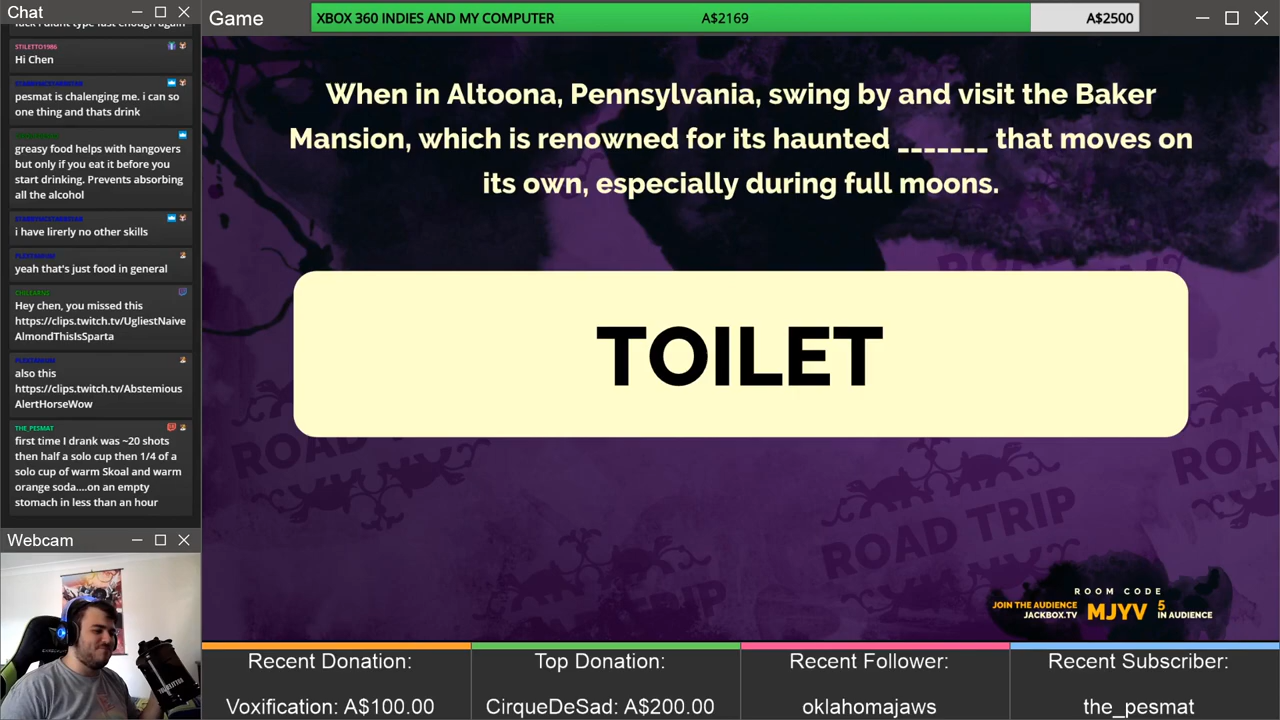 Chat
STILETTO1986
Hi Chen
pesmat is chalenging me. i can so
one thing and thats drink
greasy food helps with hangovers
but only if you eat it before you
start drinking. Prevents absorbing
all the alcohol
i have lirerly no other skills
yeah that's just food in general
Hey chen, you missed this
https://clips.twitch.tv/UgliestNaive
AlmondThisIsSparta
also this
https://clips.twitch.tv/Abstemious
AlertHorseWow
THE_PESMAT
first time I drank was ~20 shots
then half a solo cup then 1/4 of a
solo cup of warm Skoal and warm
orange soda....on an empty
stomach in less than an hour
Webcam
Game
XBOX 360 INDIES AND MY COMPUTER A$2169 A$2500
When in Altoona, Pennsylvania, swing by and visit the Baker
Mansion, which is renowned for its haunted _______ that moves on
its own, especially during full moons.
TOILET
ROAD TRIP
ROAD TRIP
ROOM CODE
JOIN THE AUDIENCE
JACKBOX.TV
MJYV
5
IN AUDIENCE
Recent Donation:
Voxification: A$100.00
Top Donation:
CirqueDeSad: A$200.00
Recent Follower:
oklahomajaws
Recent Subscriber:
the_pesmat